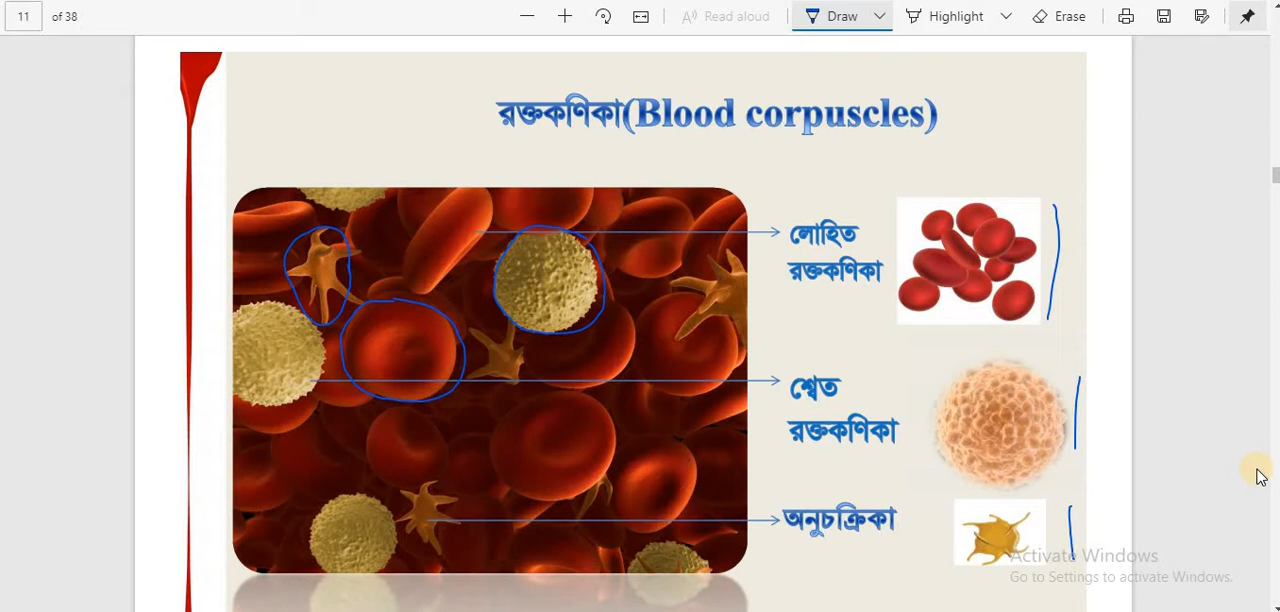 11 of 38 Read aloud Draw Highlight Erase
রক্তকণিকা(Blood corpuscles)
লোহিত
রক্তকণিকা
শ্বেত
রক্তকণিকা
অনুচক্রিকা
Activate Windows
Go to Settings to activate Windows.